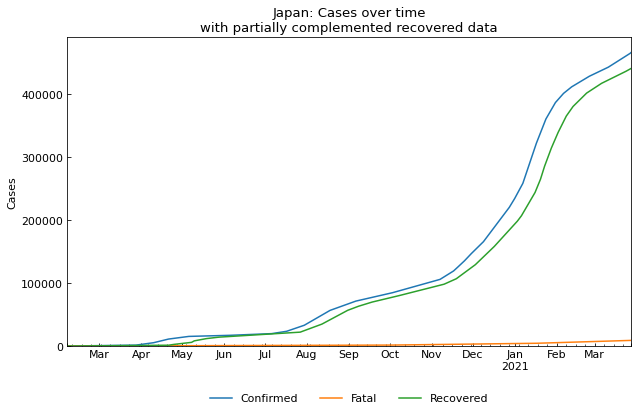 Japan: Cases over time
with partially complemented recovered data
400000
300000
200000
100000
0
Cases
Mar Apr May Jun Jul Aug Sep Oct Nov Dec Jan Feb Mar
2021
Confirmed Fatal Recovered